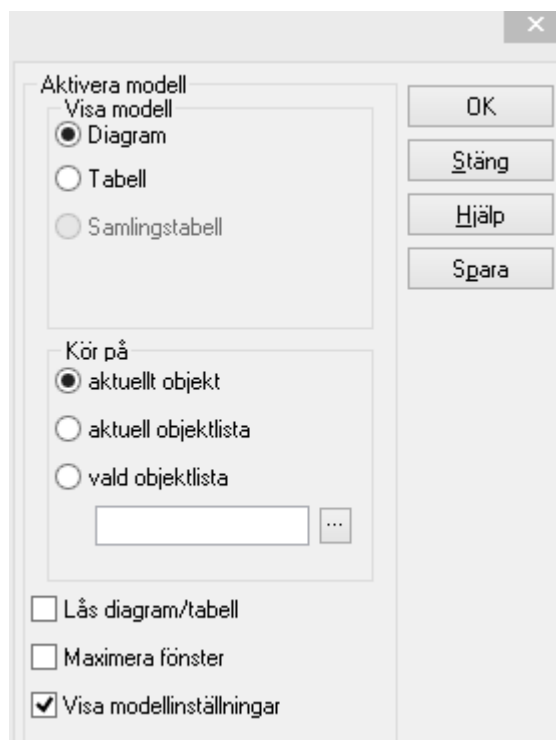 Aktivera modell
Visa modell
Diagram
Tabell
Samlingstabell
Kör på
aktuellt objekt
aktuell objektlista
vald objektlista
...
Lås diagram/tabell
Maximera fönster
Visa modellinställningar
OK
Stäng
Hjälp
Spara